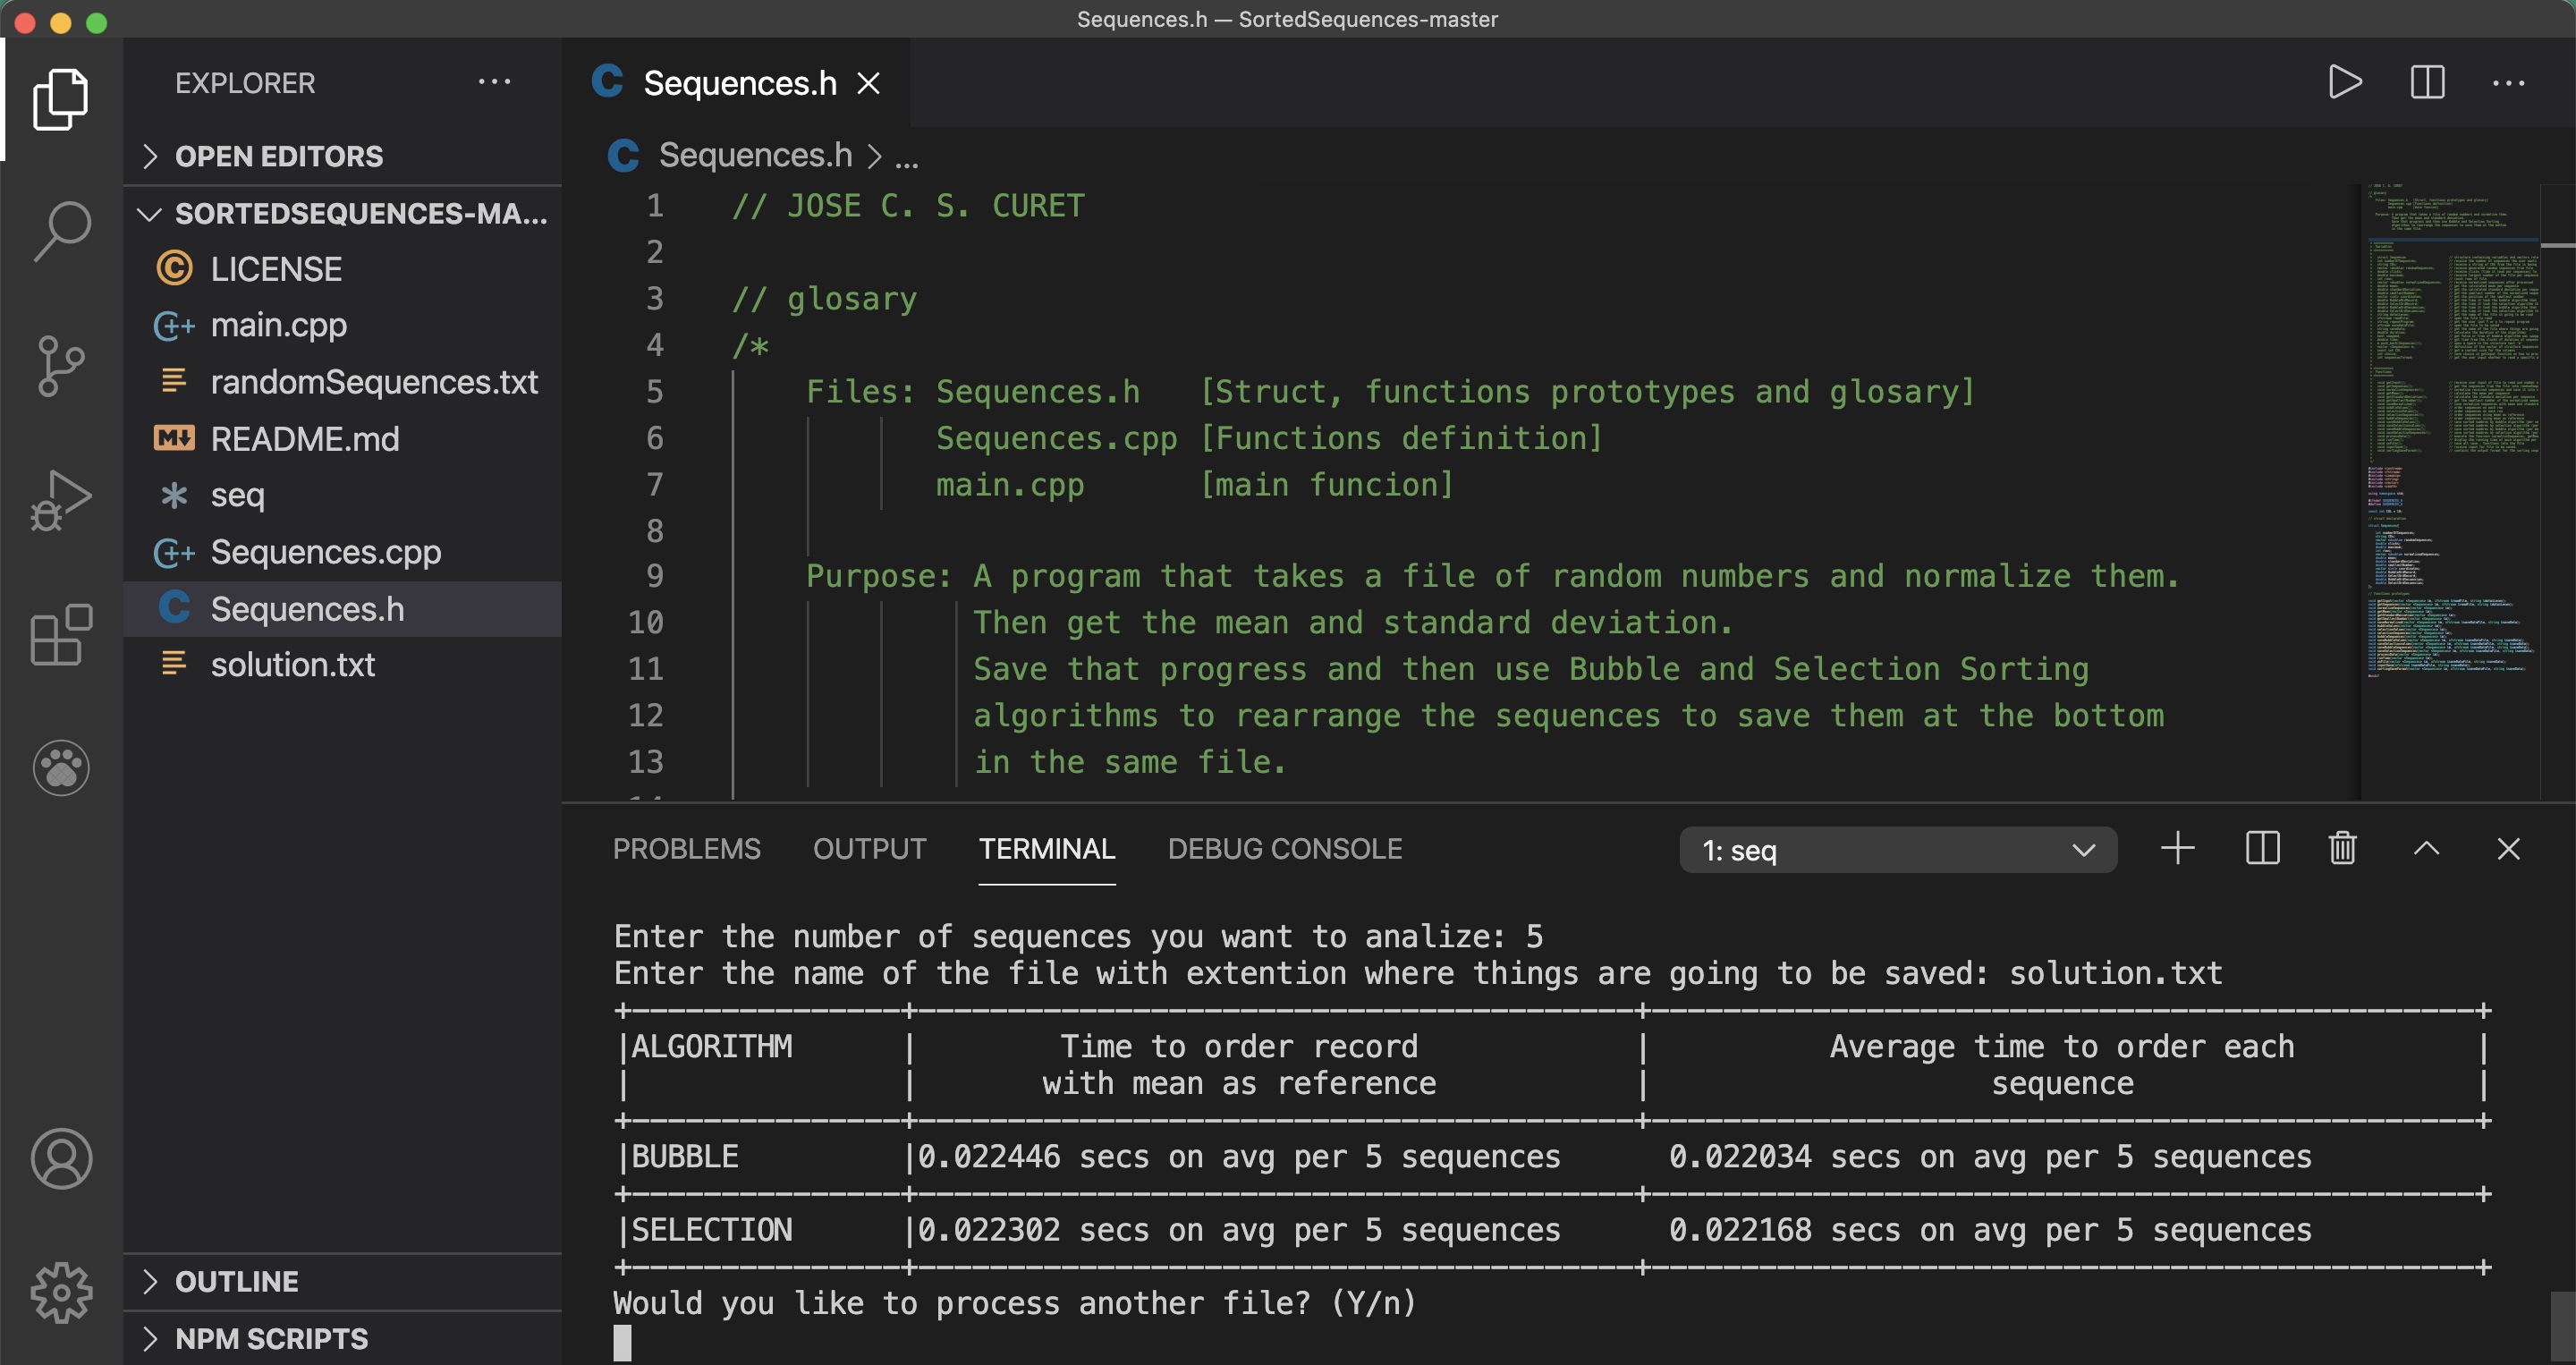 Sequences.h — SortedSequences-master
EXPLORER
OPEN EDITORS
SORTEDSEQUENCES-MA...
LICENSE
main.cpp
randomSequences.txt
README.md
seq
Sequences.cpp
Sequences.h
solution.txt
OUTLINE
NPM SCRIPTS
Sequences.h
Sequences.h > ...
1 // JOSE C. S. CURET
2
3 // glosary
4 /*
5 Files: Sequences.h [Struct, functions prototypes and glosary]
6 Sequences.cpp [Functions definition]
7 main.cpp [main funcion]
8
9 Purpose: A program that takes a file of random numbers and normalize them.
10 Then get the mean and standard deviation.
11 Save that progress and then use Bubble and Selection Sorting
12 algorithms to rearrange the sequences to save them at the bottom
13 in the same file.
PROBLEMS OUTPUT TERMINAL DEBUG CONSOLE 1: seq
Enter the number of sequences you want to analize: 5
Enter the name of the file with extention where things are going to be saved: solution.txt
+---------------+----------------------------------------+----------------------------------------------+
|ALGORITHM | Time to order record | Average time to order each |
| | with mean as reference | sequence |
+---------------+----------------------------------------+----------------------------------------------+
|BUBBLE |0.022446 secs on avg per 5 sequences 0.022034 secs on avg per 5 sequences
+---------------+----------------------------------------+----------------------------------------------+
|SELECTION |0.022302 secs on avg per 5 sequences 0.022168 secs on avg per 5 sequences
+---------------+----------------------------------------+----------------------------------------------+
Would you like to process another file? (Y/n)